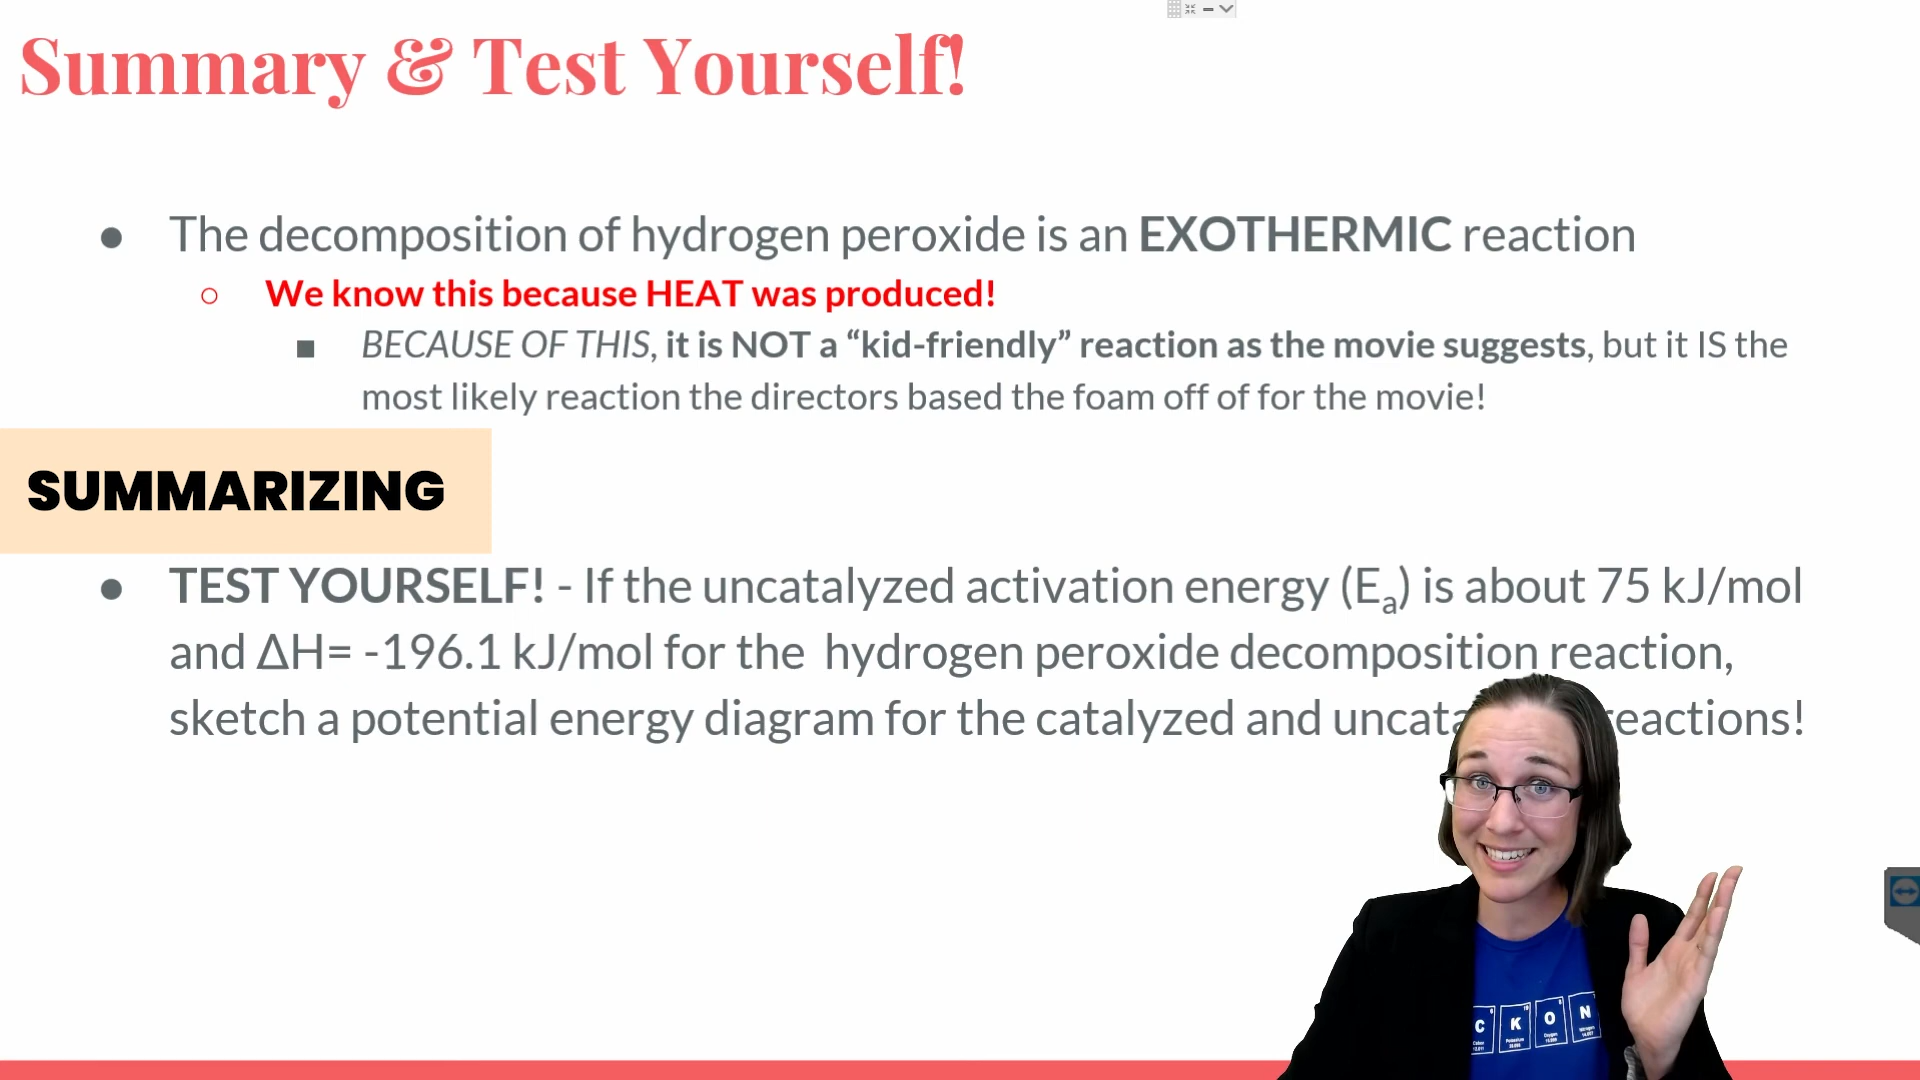 Summary & Test Yourself!
● The decomposition of hydrogen peroxide is an EXOTHERMIC reaction
○ We know this because HEAT was produced!
■ BECAUSE OF THIS, it is NOT a “kid-friendly” reaction as the movie suggests, but it IS the
most likely reaction the directors based the foam off of for the movie!
SUMMARIZING
● TEST YOURSELF! - If the uncatalyzed activation energy (Eₐ) is about 75 kJ/mol
and ΔH= -196.1 kJ/mol for the hydrogen peroxide decomposition reaction,
sketch a potential energy diagram for the catalyzed and uncata reactions!
C K O N